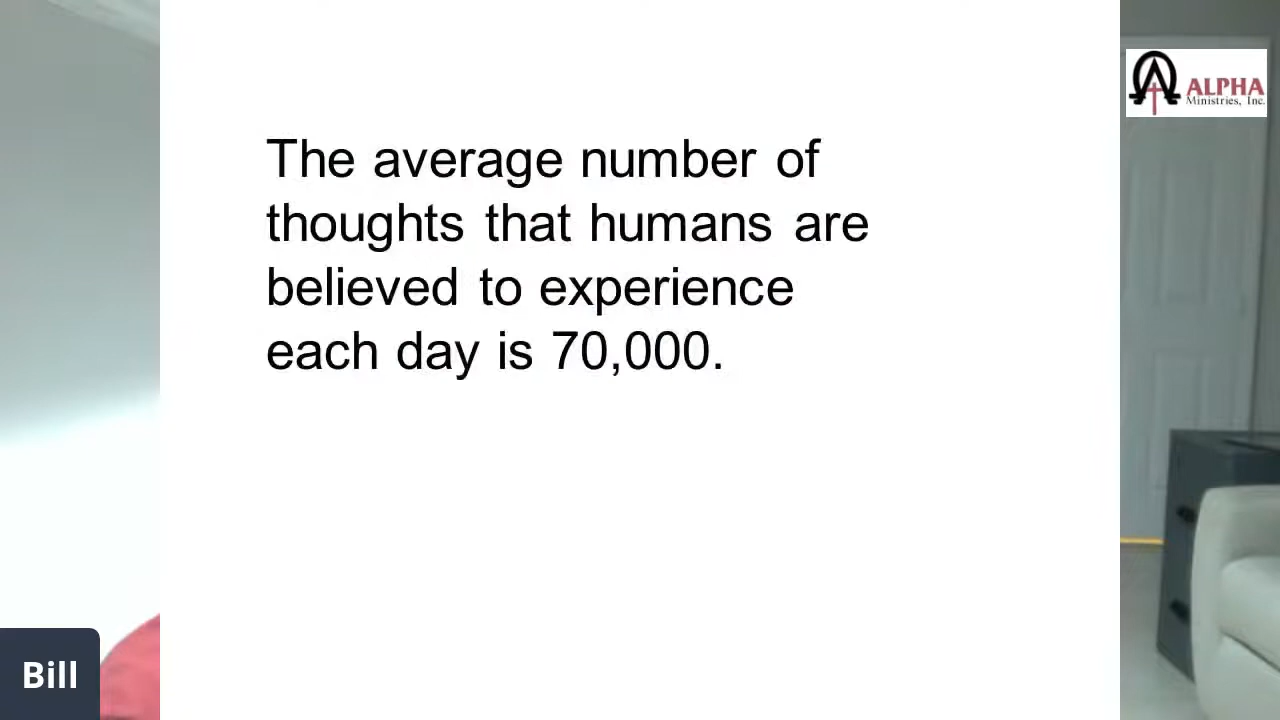 The average number of
thoughts that humans are
believed to experience
each day is 70,000.
ALPHA
Ministries, Inc.
Bill